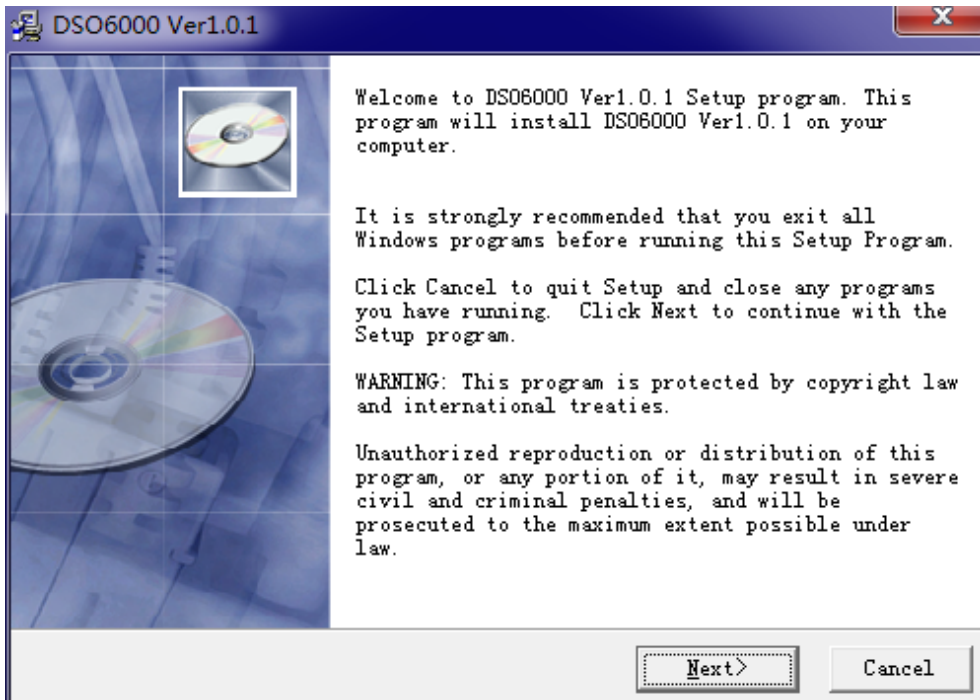 DSO6000 Ver1.0.1
Welcome to DSO6000 Ver1.0.1 Setup program. This
program will install DSO6000 Ver1.0.1 on your
computer.
It is strongly recommended that you exit all
Windows programs before running this Setup Program.
Click Cancel to quit Setup and close any programs
you have running.  Click Next to continue with the
Setup program.
WARNING: This program is protected by copyright law
and international treaties.
Unauthorized reproduction or distribution of this
program, or any portion of it, may result in severe
civil and criminal penalties, and will be
prosecuted to the maximum extent possible under
law.
Next>
Cancel